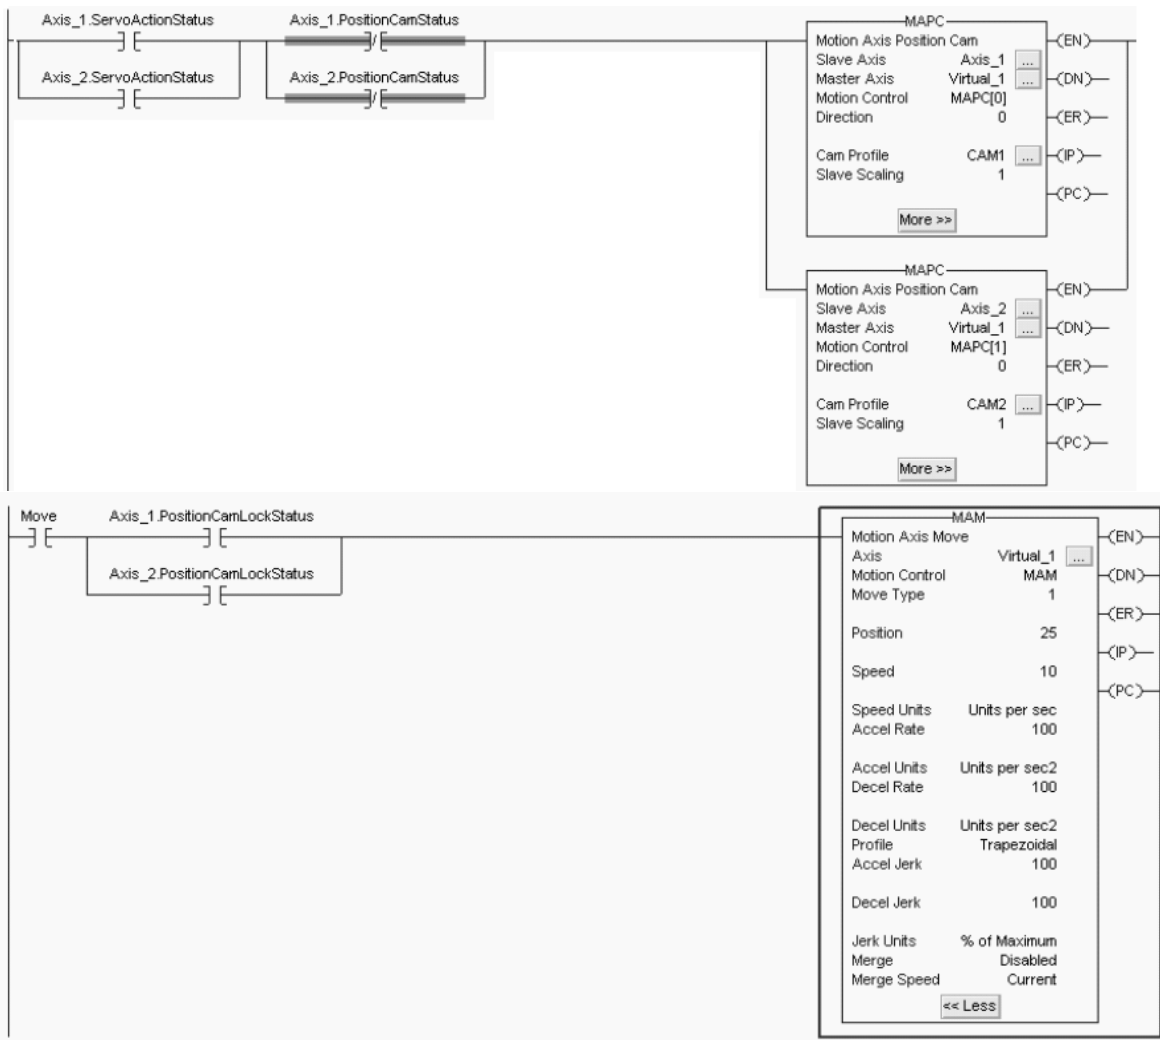 Axis_1.ServoActionStatus Axis_1.PositionCamStatus
Axis_2.ServoActionStatus Axis_2.PositionCamStatus
MAPC
Motion Axis Position Cam (EN)
Slave Axis Axis_1 ...
Master Axis Virtual_1 ... (DN)
Motion Control MAPC[0]
Direction 0 (ER)
Cam Profile CAM1 ... (IP)
Slave Scaling 1
(PC)
More >>
MAPC
Motion Axis Position Cam (EN)
Slave Axis Axis_2 ...
Master Axis Virtual_1 ... (DN)
Motion Control MAPC[1]
Direction 0 (ER)
Cam Profile CAM2 ... (IP)
Slave Scaling 1
(PC)
More >>
Move Axis_1.PositionCamLockStatus
Axis_2.PositionCamLockStatus
MAM
Motion Axis Move (EN)
Axis Virtual_1 ...
Motion Control MAM (DN)
Move Type 1
(ER)
Position 25
(IP)
Speed 10
(PC)
Speed Units Units per sec
Accel Rate 100
Accel Units Units per sec2
Decel Rate 100
Decel Units Units per sec2
Profile Trapezoidal
Accel Jerk 100
Decel Jerk 100
Jerk Units % of Maximum
Merge Disabled
Merge Speed Current
<< Less